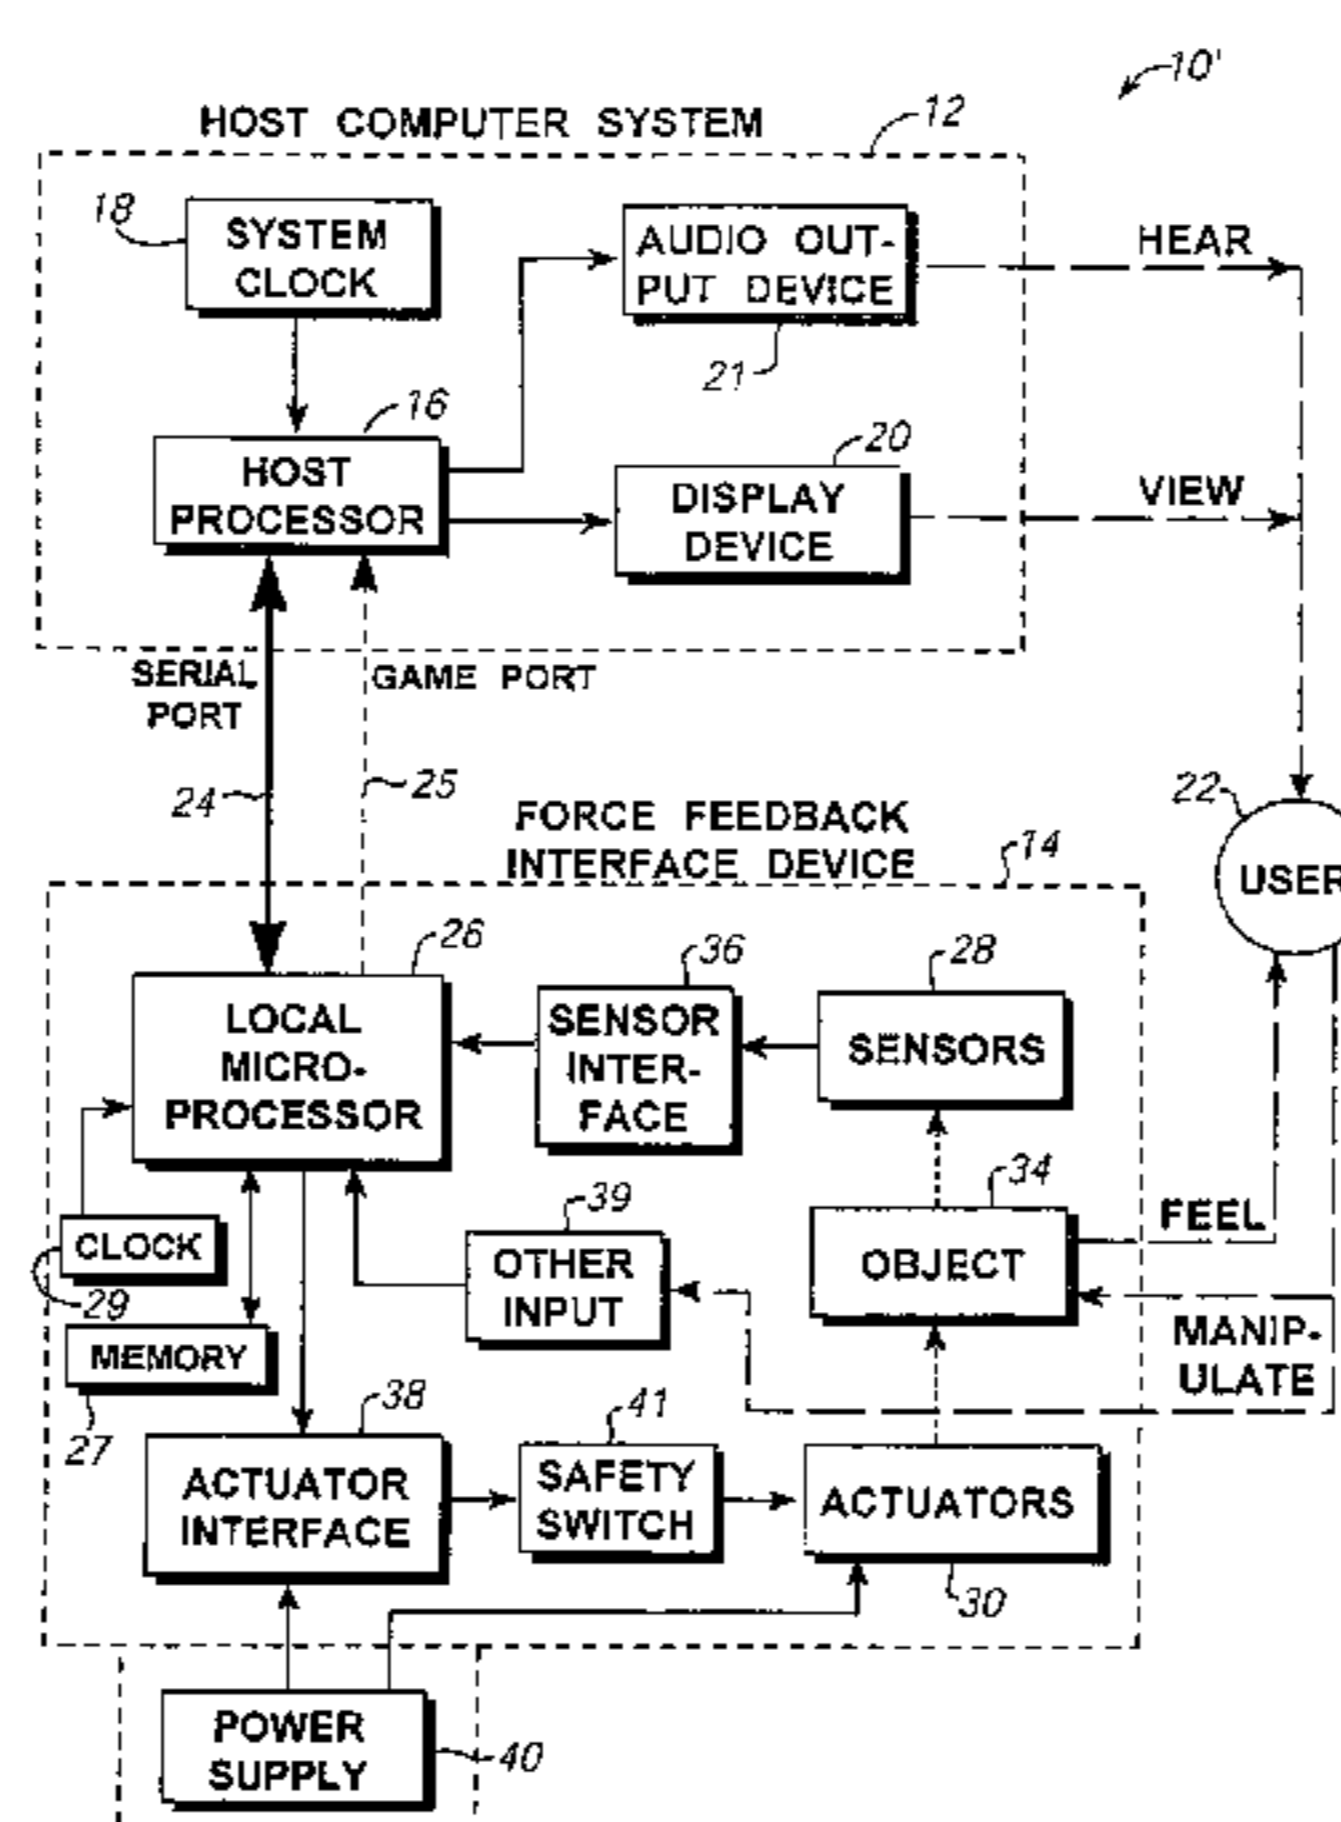 10'
HOST COMPUTER SYSTEM
12
18
SYSTEM
CLOCK
AUDIO OUT-
PUT DEVICE
21
HEAR
16
HOST
PROCESSOR
20
DISPLAY
DEVICE
VIEW
SERIAL
PORT
GAME PORT
24
25
FORCE FEEDBACK
INTERFACE DEVICE
14
22
USER
26
LOCAL
MICRO-
PROCESSOR
36
SENSOR
INTER-
FACE
28
SENSORS
CLOCK
29
MEMORY
27
39
OTHER
INPUT
34
OBJECT
FEEL
MANIP-
ULATE
38
ACTUATOR
INTERFACE
41
SAFETY
SWITCH
ACTUATORS
30
POWER
SUPPLY
40